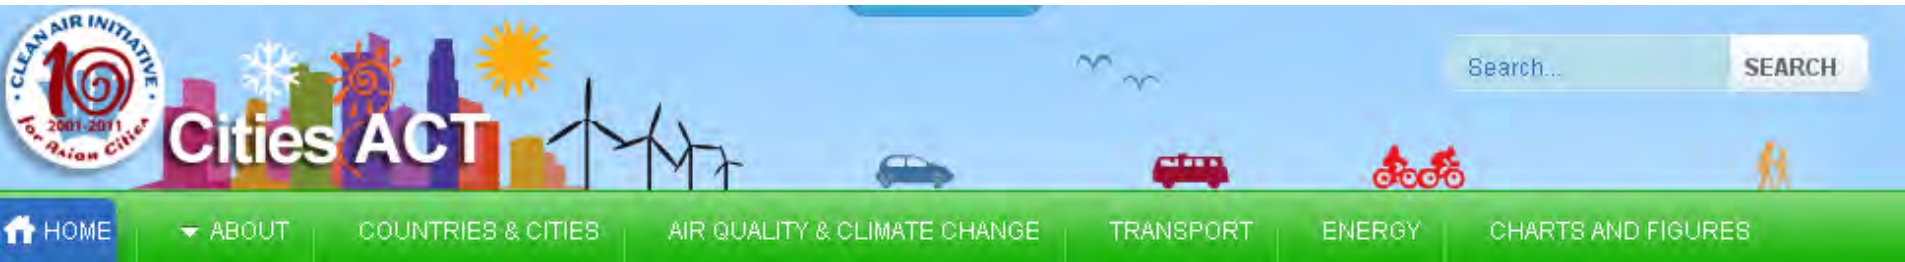 CLEAN AIR INITIATIVE
10
2001-2011
for Asian Cities
Cities ACT
Search...
SEARCH
HOME
ABOUT
COUNTRIES & CITIES
AIR QUALITY & CLIMATE CHANGE
TRANSPORT
ENERGY
CHARTS AND FIGURES